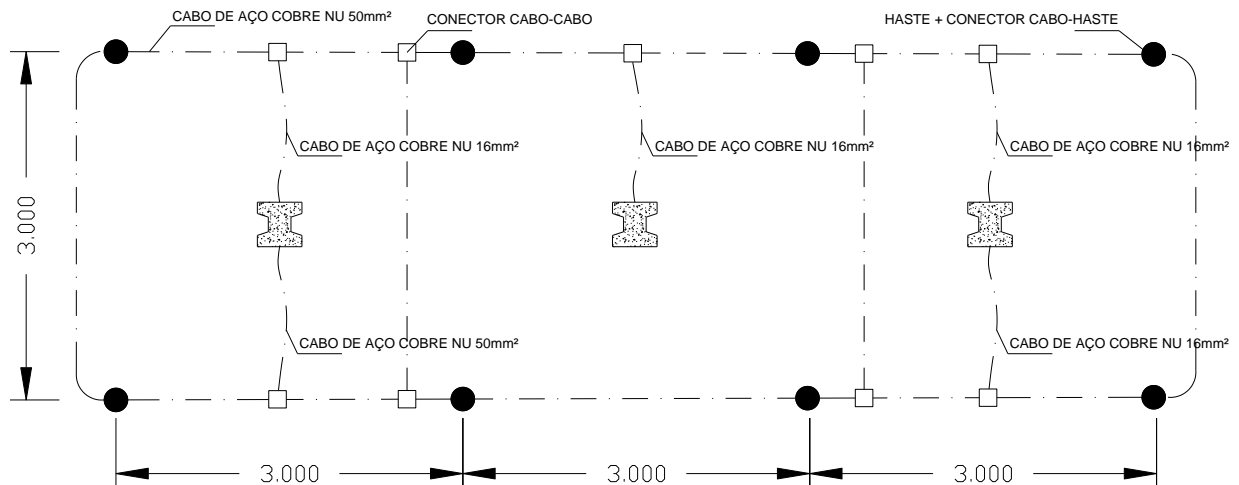 CABO DE AÇO COBRE NU 50mm²
CONECTOR CABO-CABO
HASTE + CONECTOR CABO-HASTE
CABO DE AÇO COBRE NU 16mm²
CABO DE AÇO COBRE NU 16mm²
CABO DE AÇO COBRE NU 16mm²
3.000
CABO DE AÇO COBRE NU 50mm²
CABO DE AÇO COBRE NU 16mm²
3.000
3.000
3.000